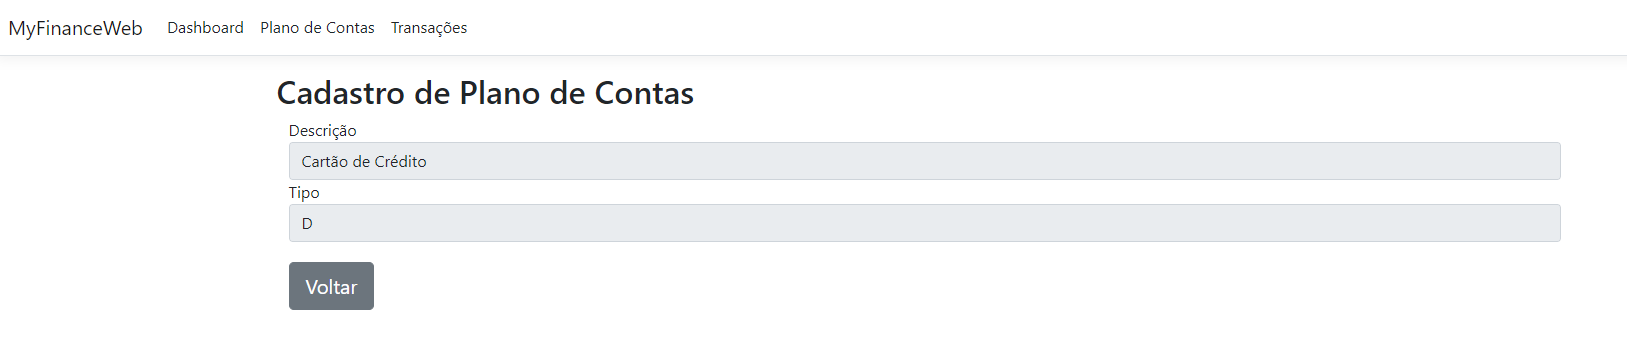 MyFinanceWeb Dashboard Plano de Contas Transações
Cadastro de Plano de Contas
Descrição
Cartão de Crédito
Tipo
D
Voltar